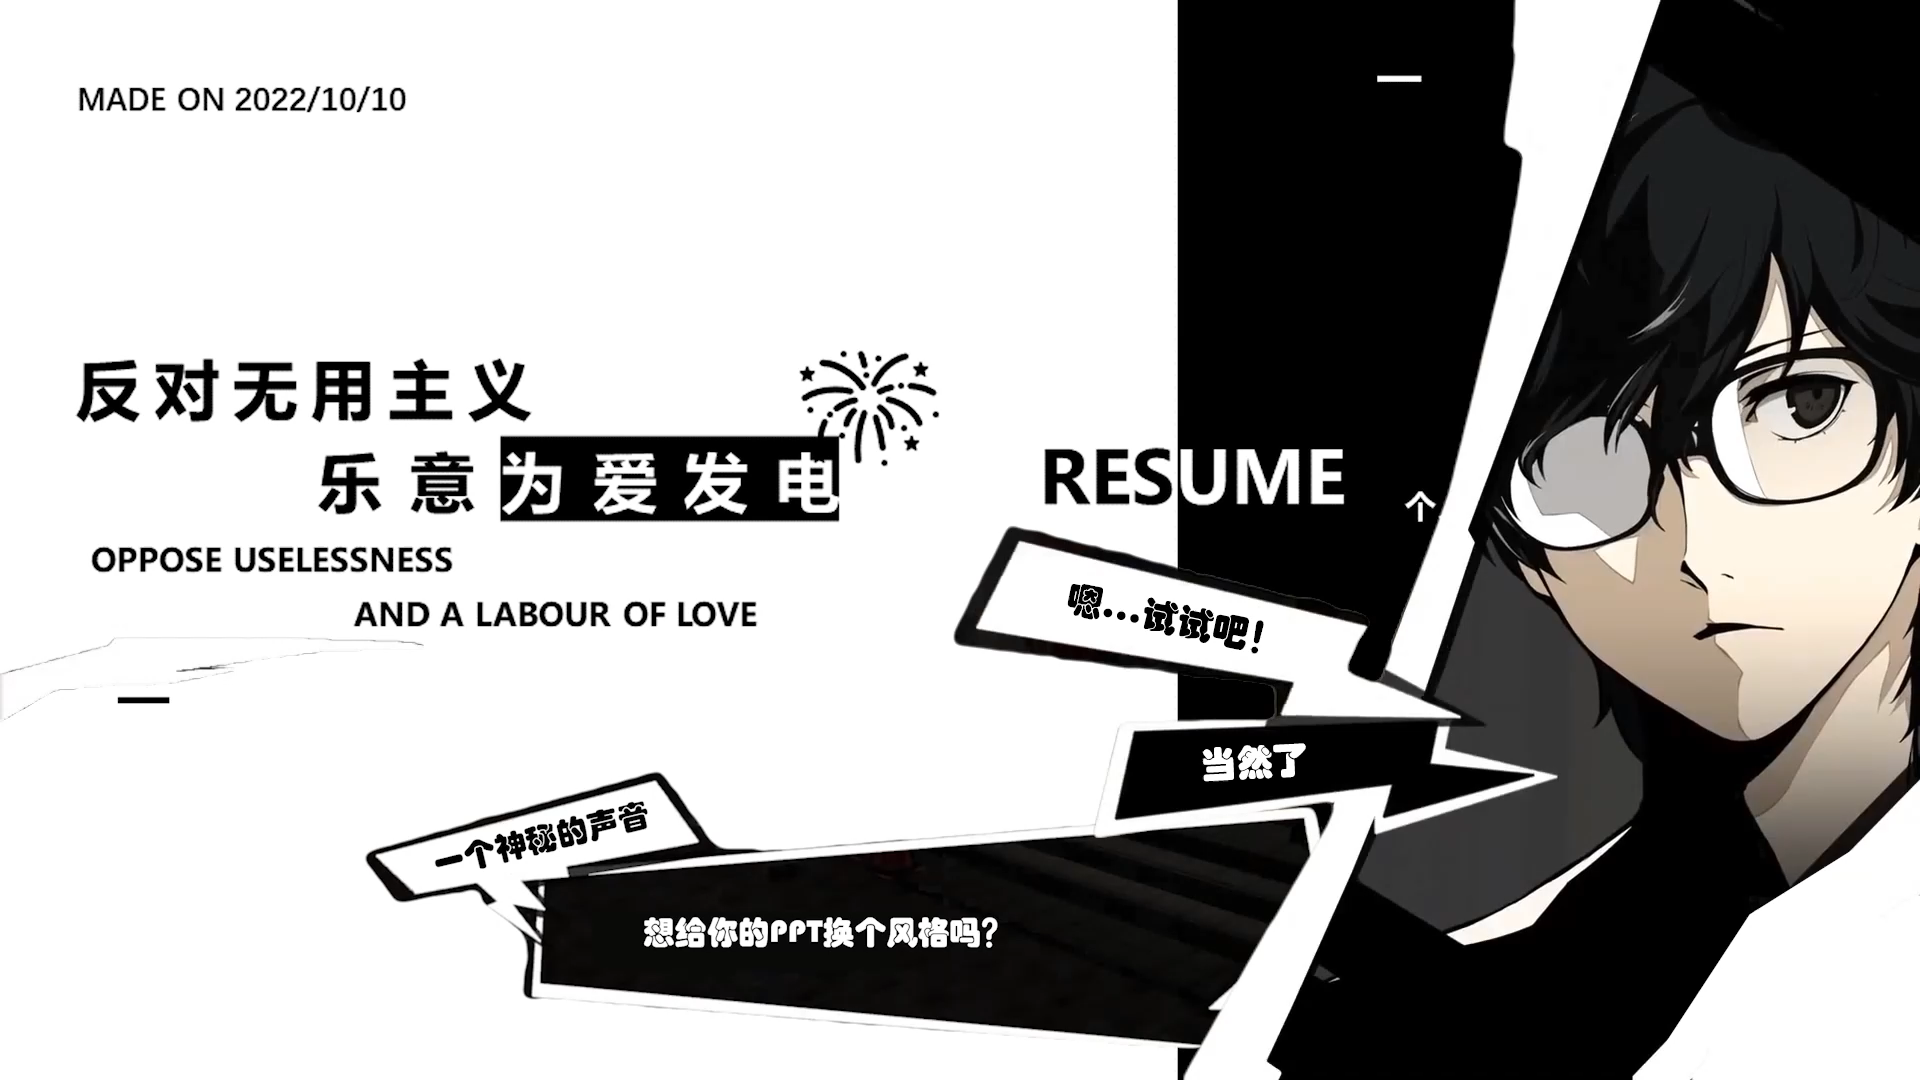 MADE ON 2022/10/10
反对无用主义
乐意为爱发电
OPPOSE USELESSNESS
AND A LABOUR OF LOVE
RESUME
个
嗯...试试吧!
当然了
一个神秘的声音
想给你的PPT换个风格吗?